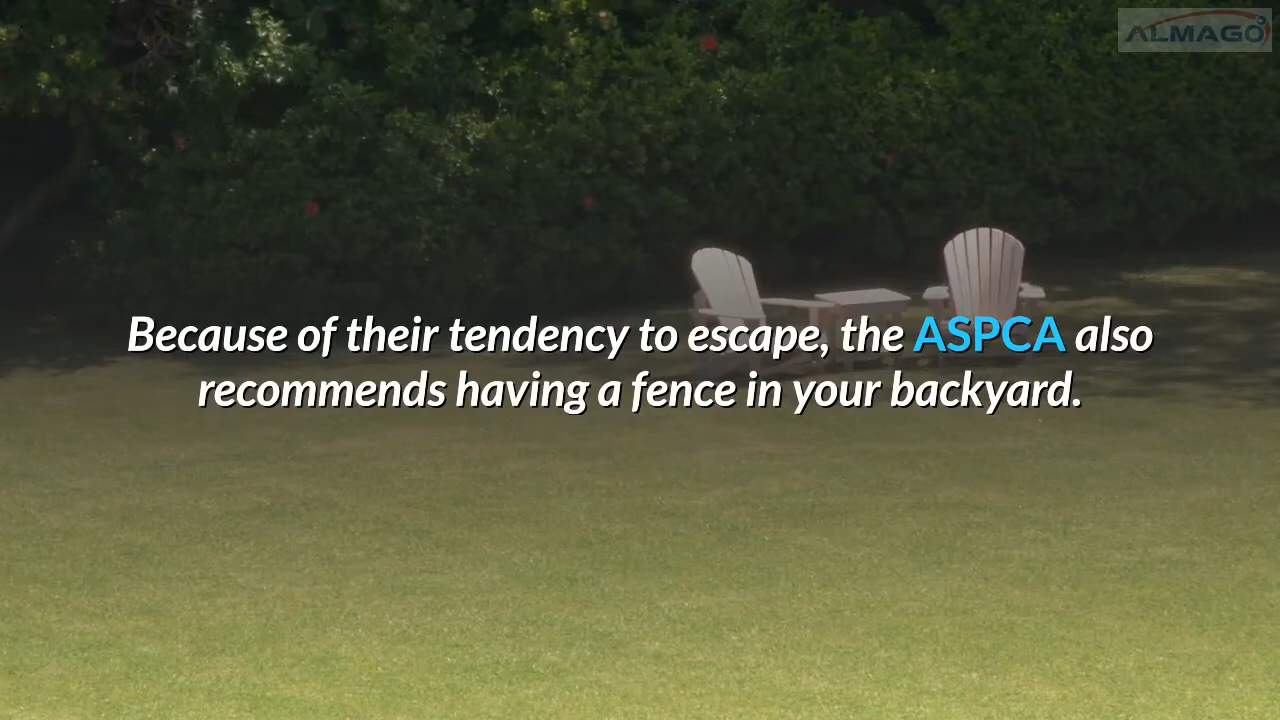 ALMAGO
Because of their tendency to escape, the ASPCA also
recommends having a fence in your backyard.